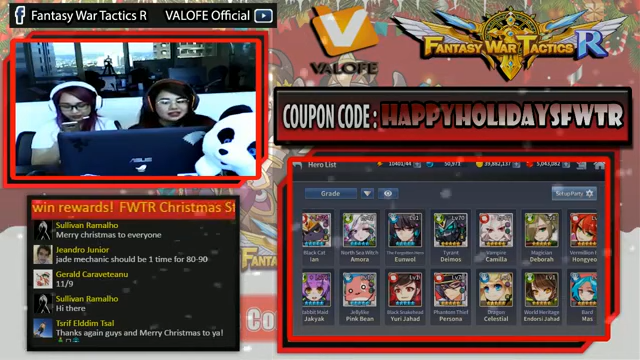 Fantasy War Tactics R
VALOFE Official
VALOFE
FANTASY WAR TACTICS R
COUPON CODE : HAPPYHOLIDAYSFWTR
win rewards! FWTR Christmas
Sullivan Ramalho
Merry christmas to everyone
Jeandro Junior
jade mechanic should be 1 time for 80-90
Gerald Caraveteanu
11/9
Sullivan Ramalho
Hi there
Tsrif Elddim Tsal
Thanks again guys and Merry Christmas to ya!
ASUS
Hero List
Grade
Setup Party
Black Cat
North Sea Witch
Amora
The Forgotten Hero
Eunwol
Tyrant
Deimos
Vampire
Camilla
Magician
Deborah
Hongyeo
Rabbit Maid
Jakyak
Jellylike
Pink Bean
Black Snakehead
Yuri Jahad
Phantom Thief
Persona
Dragon
Celestial
World Heritage
Endorsi Jahad
Bard
Mas